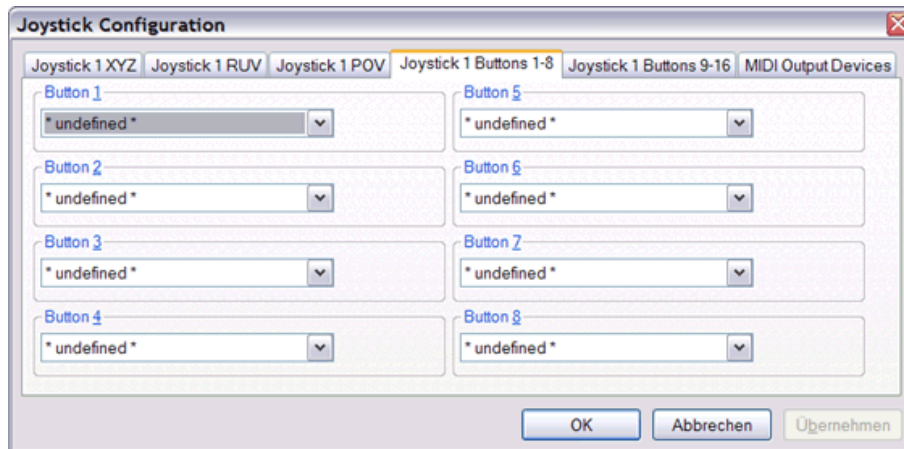 Joystick Configuration
Joystick 1 XYZ Joystick 1 RUV Joystick 1 POV Joystick 1 Buttons 1-8 Joystick 1 Buttons 9-16 MIDI Output Devices
Button 1
* undefined *
Button 5
* undefined *
Button 2
* undefined *
Button 6
* undefined *
Button 3
* undefined *
Button 7
* undefined *
Button 4
* undefined *
Button 8
* undefined *
OK Abbrechen Übernehmen